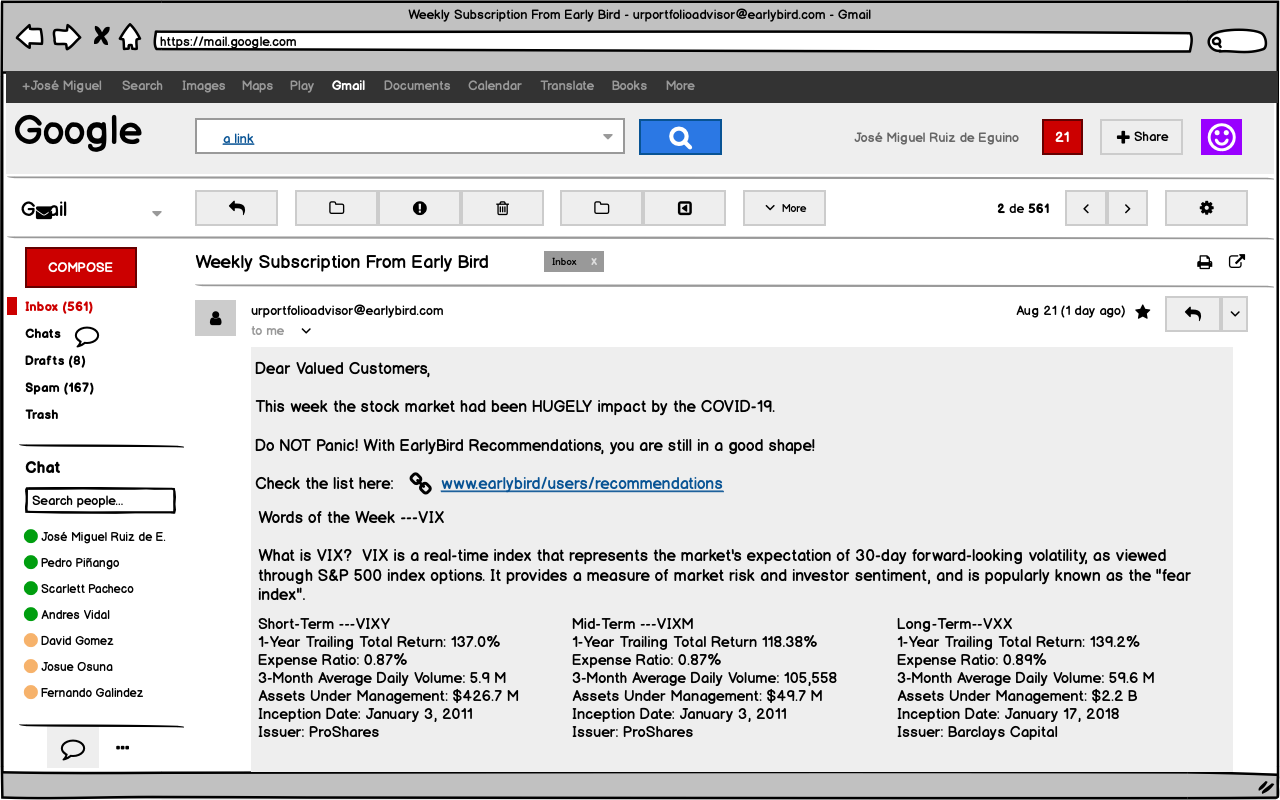 Weekly Subscription From Early Bird - urportfolioadvisor@earlybird.com - Gmail
https://mail.google.com
+José Miguel Search Images Maps Play Gmail Documents Calendar Translate Books More
Google
a link
José Miguel Ruiz de Eguino
21
Share
Gmail
More
2 de 561
COMPOSE
Weekly Subscription From Early Bird
Inbox x
Inbox (561)
Chats
Drafts (8)
Spam (167)
Trash
urportfolioadvisor@earlybird.com
Aug 21 (1 day ago)
to me
Dear Valued Customers,
This week the stock market had been HUGELY impact by the COVID-19.
Do NOT Panic! With EarlyBird Recommendations, you are still in a good shape!
Check the list here: www.earlybird/users/recommendations
Words of the Week ---VIX
What is VIX?  VIX is a real-time index that represents the market's expectation of 30-day forward-looking volatility, as viewed
through S&P 500 index options. It provides a measure of market risk and investor sentiment, and is popularly known as the "fear
index".
Short-Term ---VIXY
1-Year Trailing Total Return: 137.0%
Expense Ratio: 0.87%
3-Month Average Daily Volume: 5.9 M
Assets Under Management: $426.7 M
Inception Date: January 3, 2011
Issuer: ProShares
Mid-Term ---VIXM
1-Year Trailing Total Return 118.38%
Expense Ratio: 0.87%
3-Month Average Daily Volume: 105,558
Assets Under Management: $49.7 M
Inception Date: January 3, 2011
Issuer: ProShares
Long-Term--VXX
1-Year Trailing Total Return: 139.2%
Expense Ratio: 0.89%
3-Month Average Daily Volume: 59.6 M
Assets Under Management: $2.2 B
Inception Date: January 17, 2018
Issuer: Barclays Capital
Chat
Search people...
José Miguel Ruiz de E.
Pedro Piñango
Scarlett Pacheco
Andres Vidal
David Gomez
Josue Osuna
Fernando Galindez